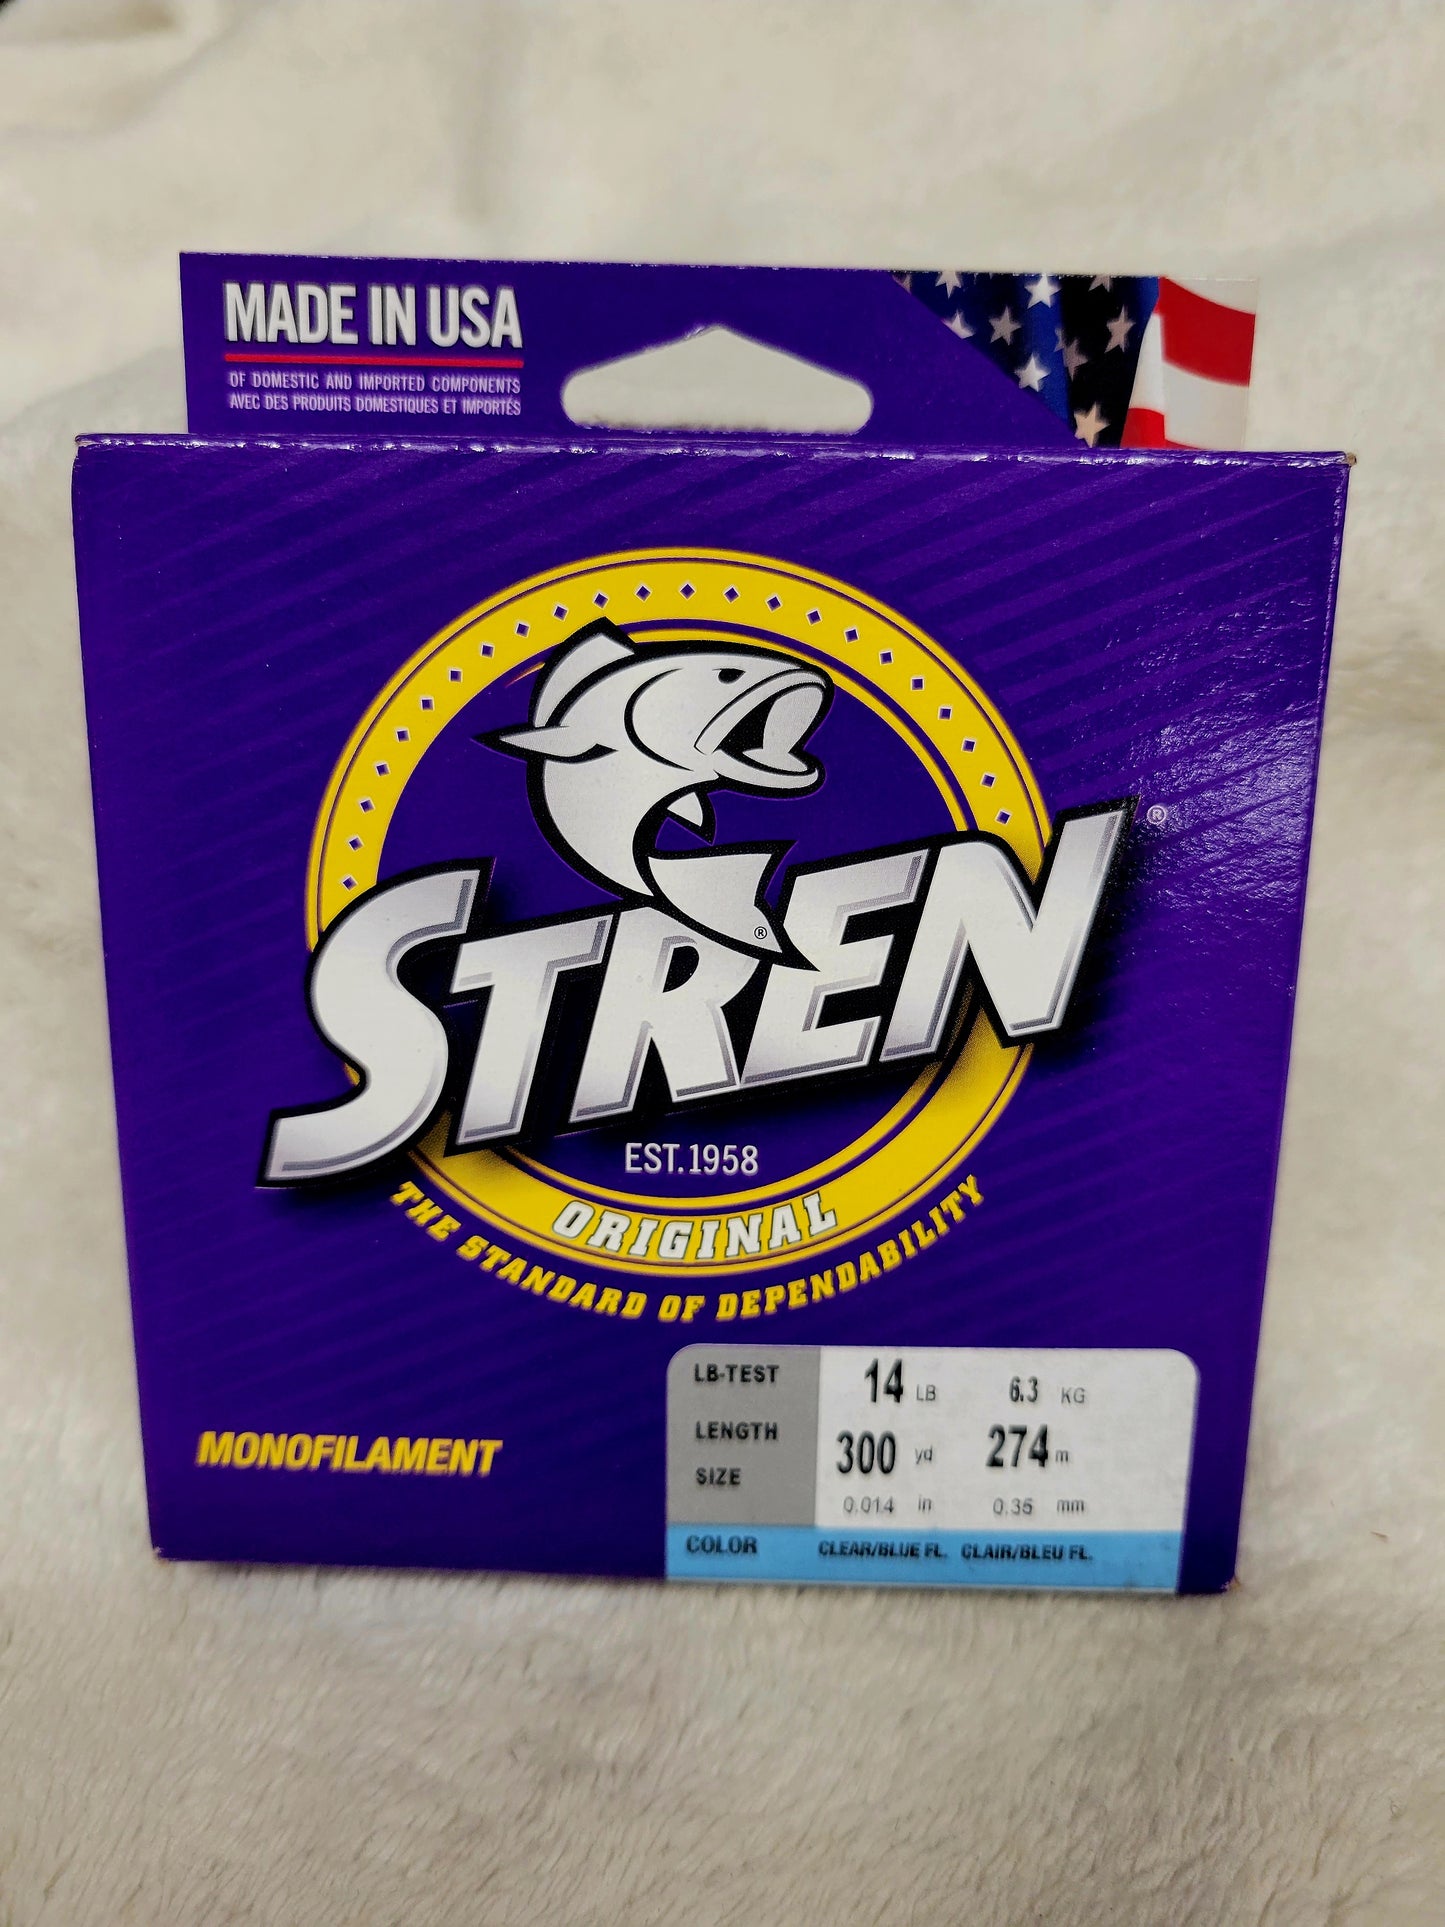 MADE IN USA
OF DOMESTIC AND IMPORTED COMPONENTS
AVEC DES PRODUITS DOMESTIQUES ET IMPORTÉS
STREN®
®
EST.1958
ORIGINAL
THE STANDARD OF DEPENDABILITY
MONOFILAMENT
LB-TEST 14 LB 6.3 KG
LENGTH 300 yd 274 m
SIZE 0.014 in 0.35 mm
COLOR CLEAR/BLUE FL. CLAIR/BLEU FL.